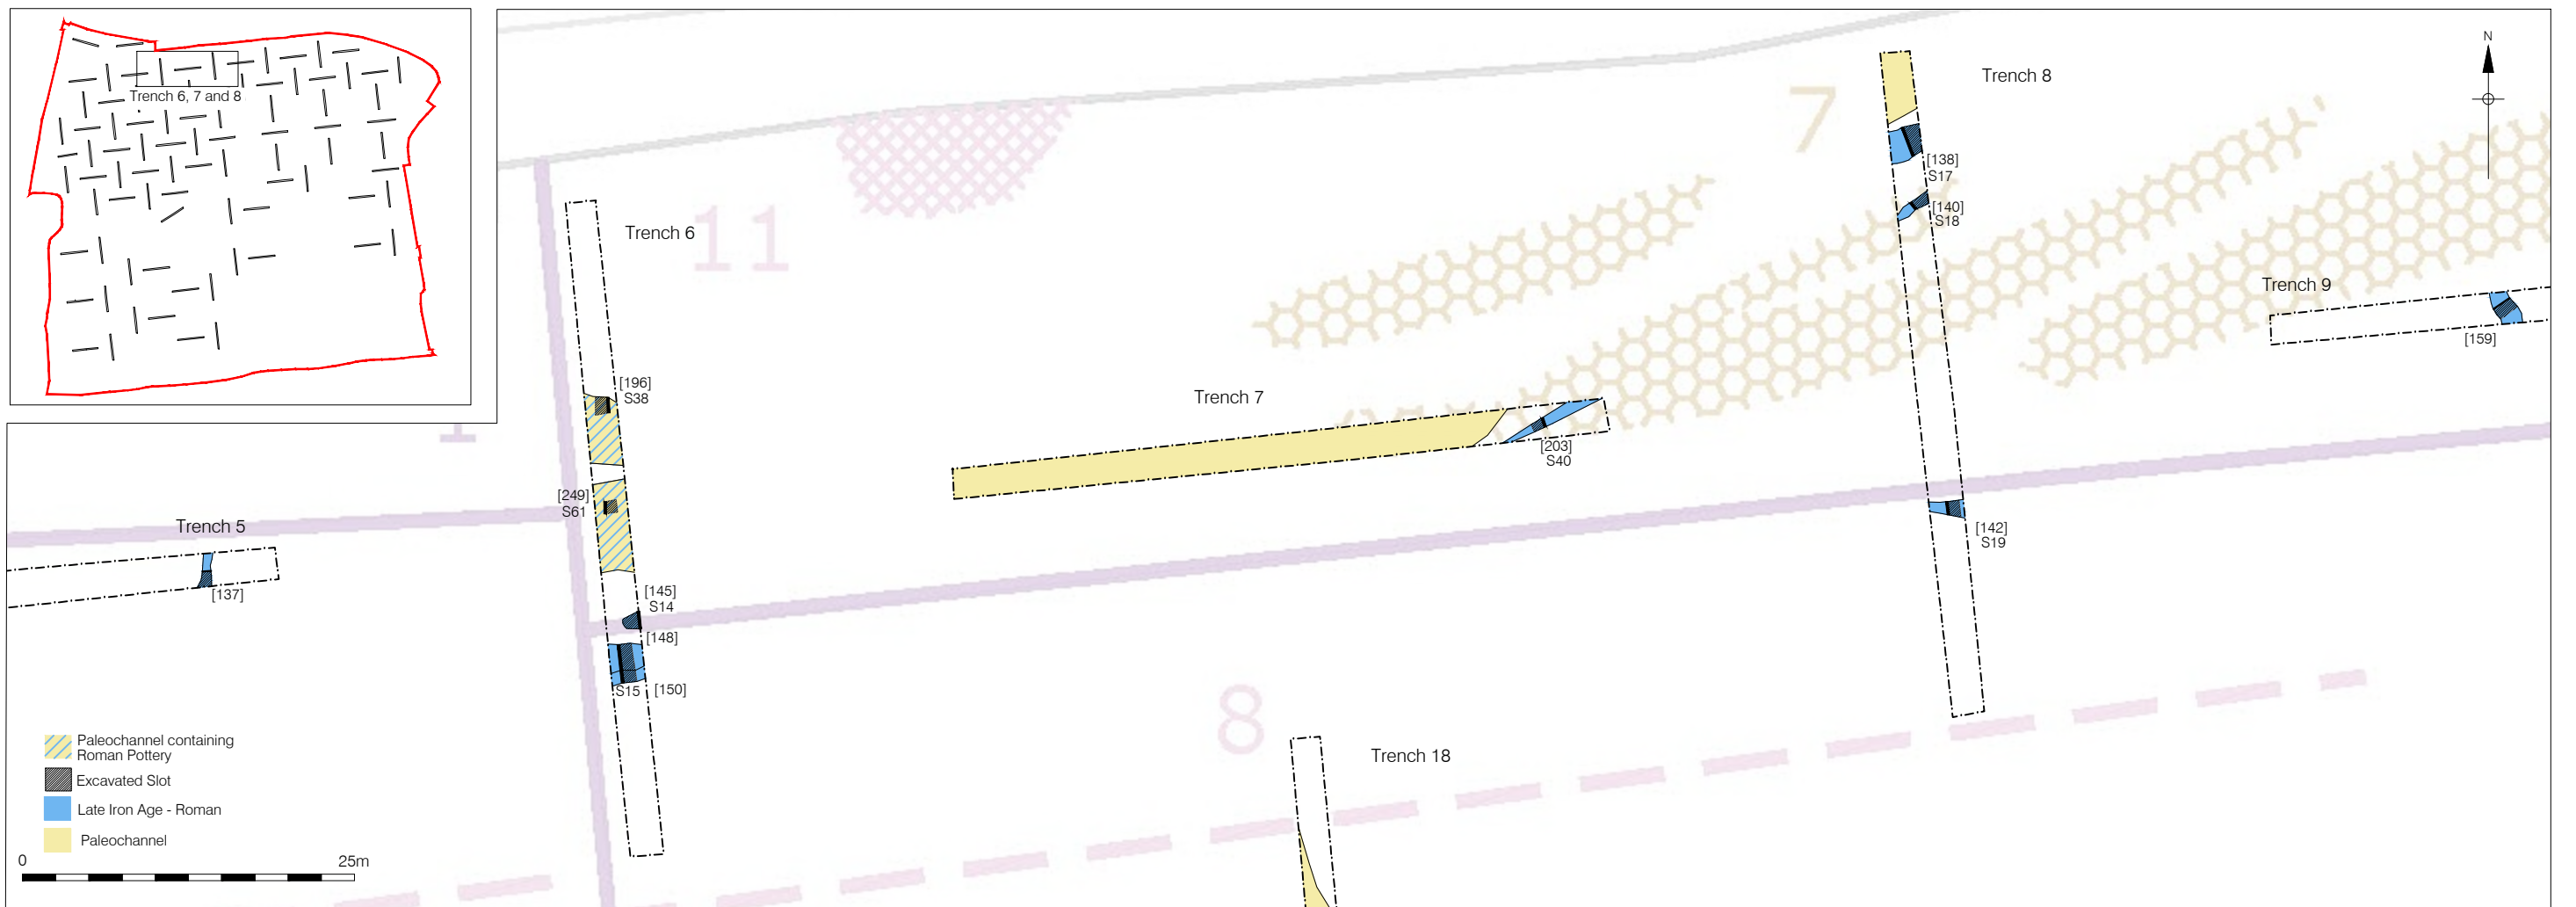 Trench 6, 7 and 8
N
7
Trench 8
[138]
S17
[140]
S18
Trench 6
11
Trench 9
[159]
[196]
S38
Trench 7
[203]
S40
1
[249]
S61
Trench 5
[137]
[142]
S19
[145]
S14
[148]
S15
[150]
8
Trench 18
Paleochannel containing
Roman Pottery
Excavated Slot
Late Iron Age - Roman
Paleochannel
0
25m